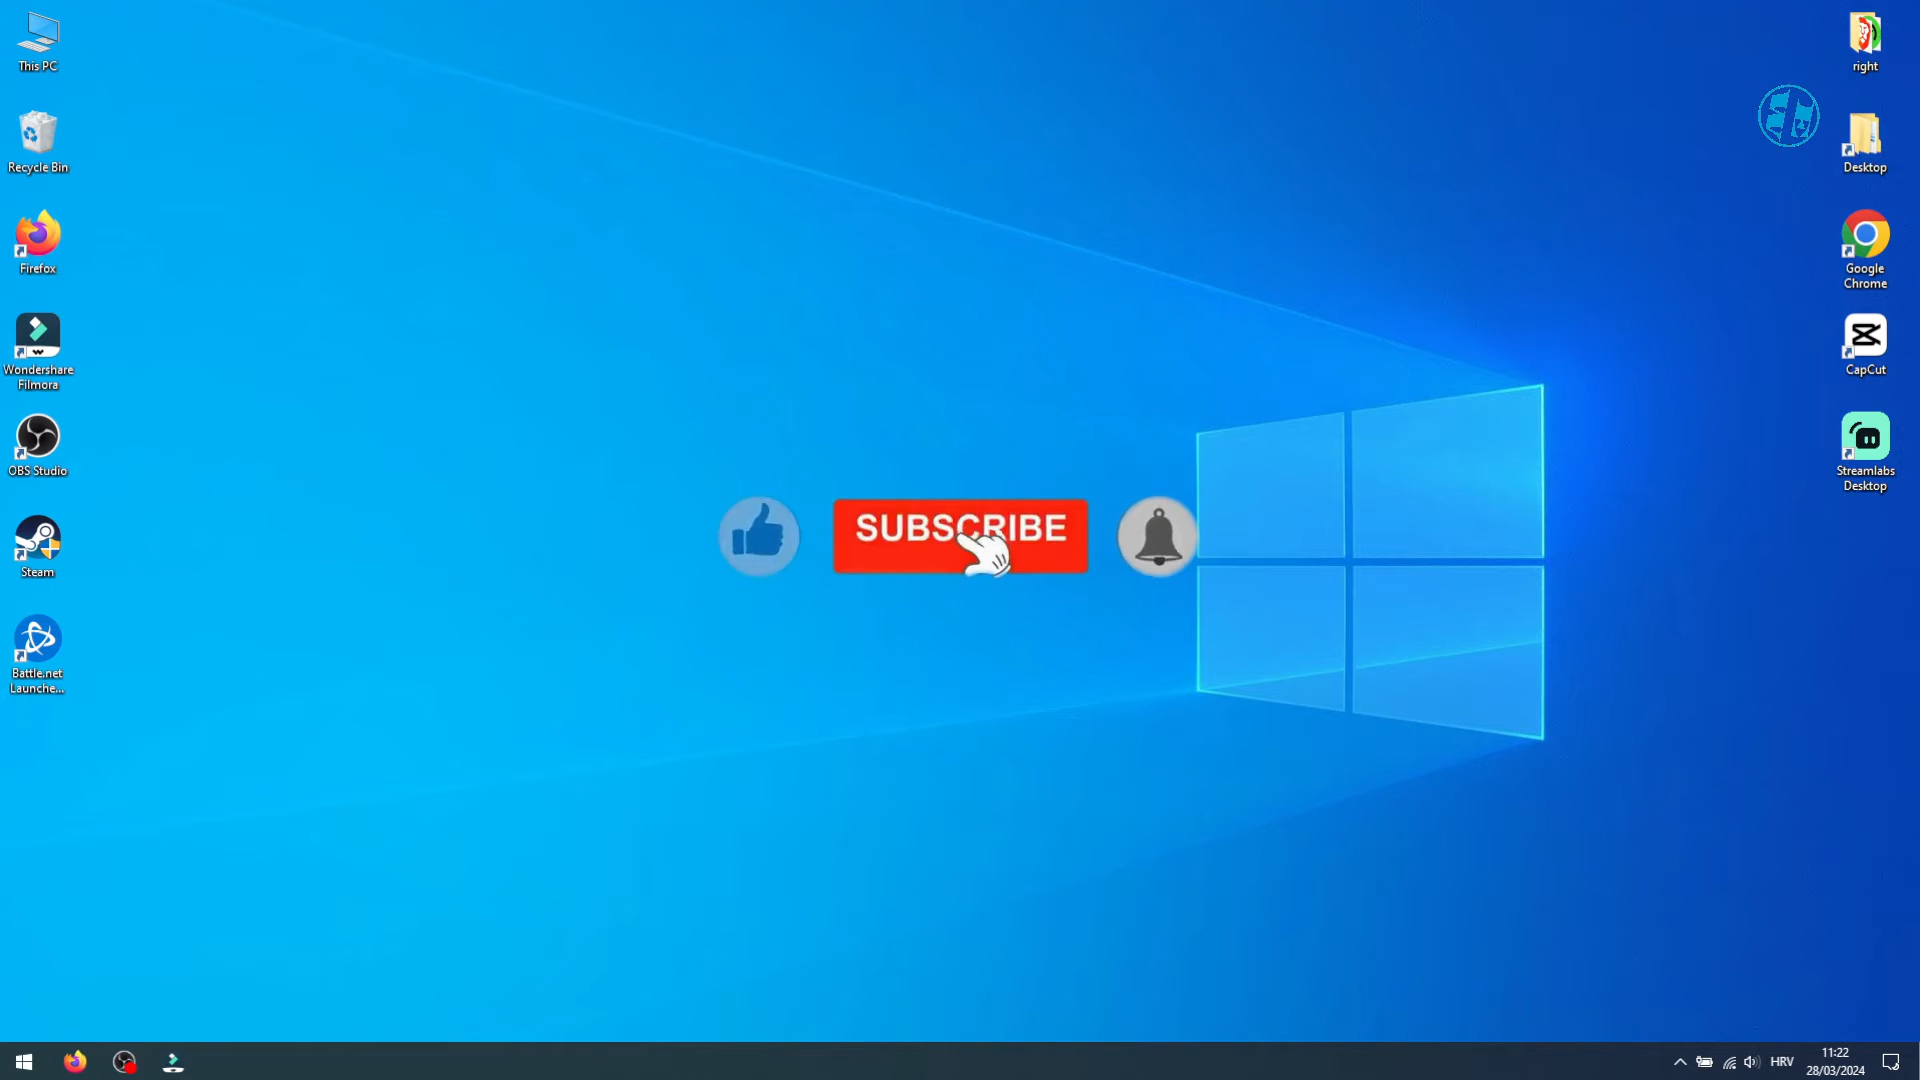 This PC
Recycle Bin
Firefox
Wondershare
Filmora
OBS Studio
Steam
Battle.net
Launche...
SUBSCRIBE
right
Desktop
Google
Chrome
CapCut
Streamlabs
Desktop
HRV
11:22
28/03/2024